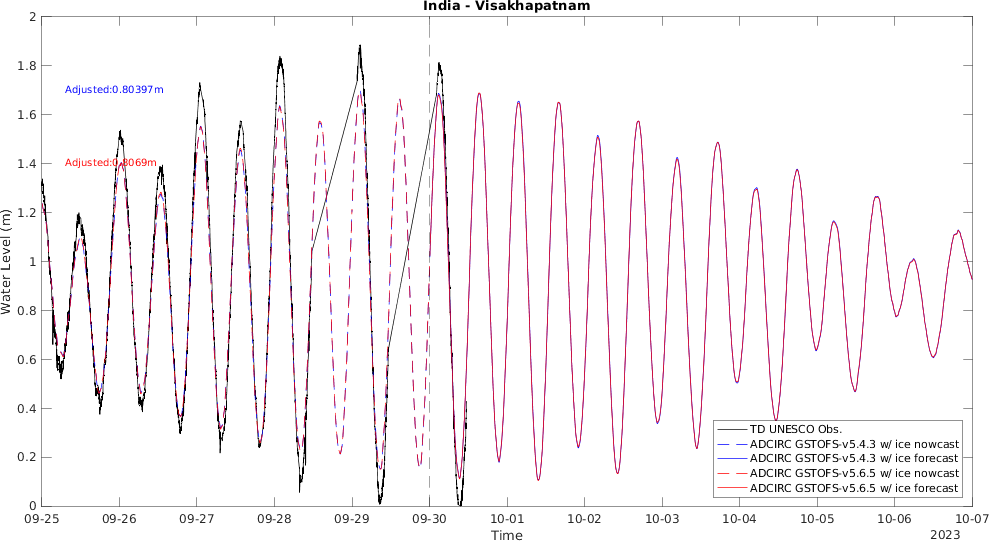 India - Visakhapatnam
2
1.8
1.6
1.4
1.2
1
0.8
0.6
0.4
0.2
0
Water Level (m)
Adjusted:0.80397m
Adjusted:0.8069m
TD UNESCO Obs.
ADCIRC GSTOFS-v5.4.3 w/ ice nowcast
ADCIRC GSTOFS-v5.4.3 w/ ice forecast
ADCIRC GSTOFS-v5.6.5 w/ ice nowcast
ADCIRC GSTOFS-v5.6.5 w/ ice forecast
09-25 09-26 09-27 09-28 09-29 09-30 10-01 10-02 10-03 10-04 10-05 10-06 10-07
Time
2023